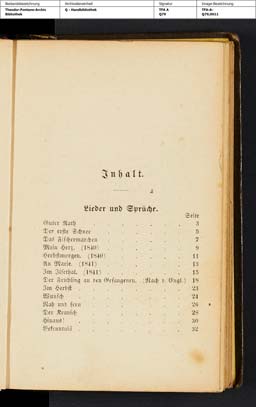 Bestandsbezeichnung Archivalieneinheit Signatur Image-Bezeichnung
Theodor-Fontane-Archiv Q - Handbibliothek TFA A TFA-A-
Bibliothek Q79 Q79,0011
Inhalt.
Lieder und Sprüche.
Seite
Guter Rath 3
Der erste Schnee 5
Das Fischermärchen 7
Mein Herz. (1840) 9
Herbstmorgen. (1840) 11
An Marie. (1841) 13
Im Ilsethal. (1841) 15
Der Frühling an den Gefangenen. (Nach d. Engl.) 18
Im Herbst 21
Wunsch 24
Nah und fern 26
Der Kranich 28
Hinaus! 30
Bekenntniß 32